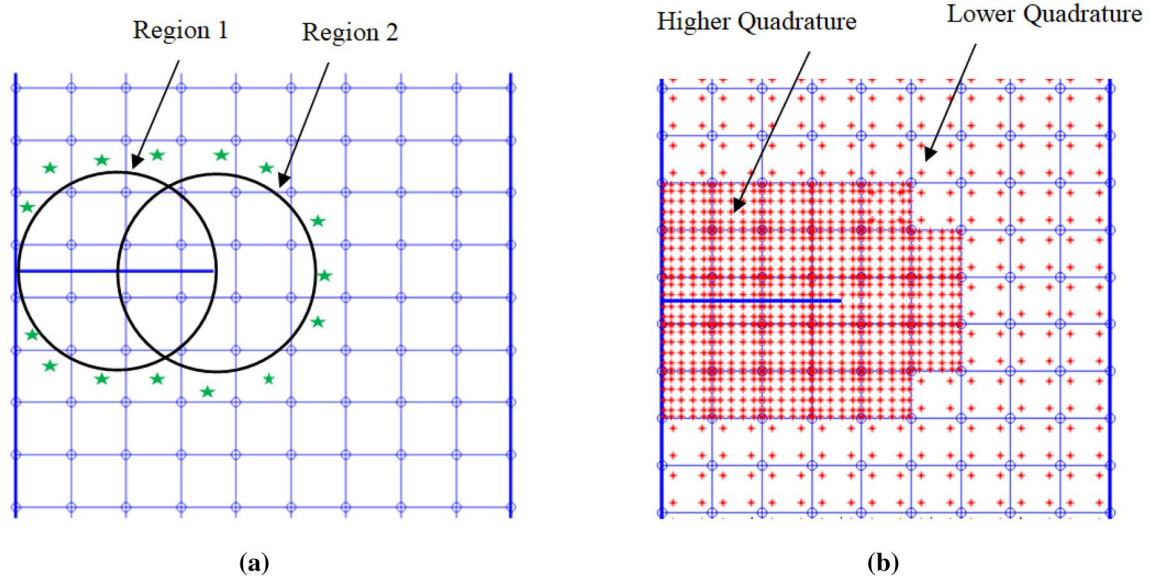 Region 1
Region 2
Higher Quadrature
Lower Quadrature
(a)
(b)